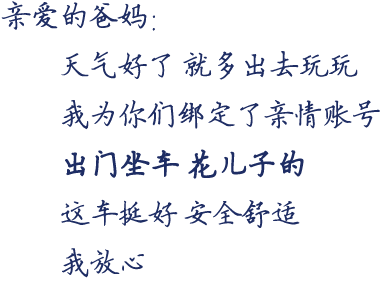 亲爱的爸妈：
天气好了 就多出去玩玩
我为你们绑定了亲情账号
出门坐车 花儿子的
这车挺好 安全舒适
我放心